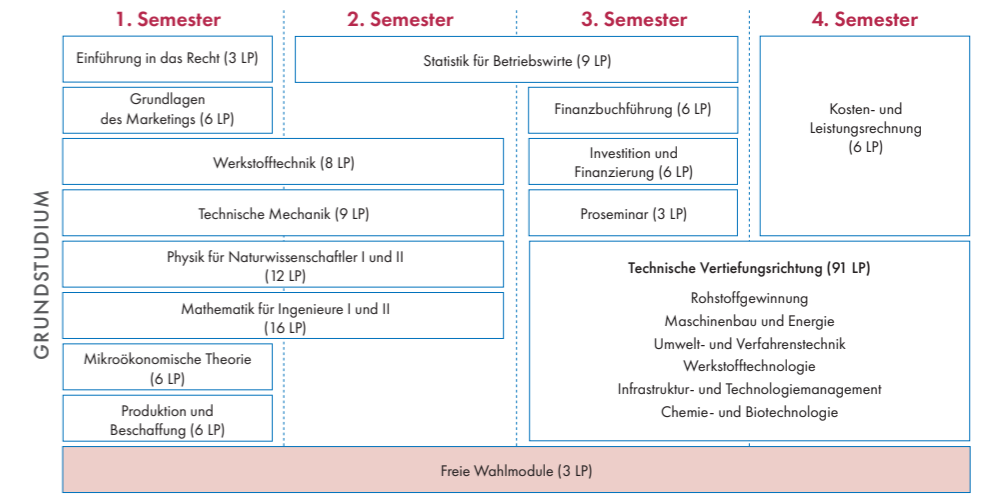 1. Semester
2. Semester
3. Semester
4. Semester
GRUNDSTUDIUM
Einführung in das Recht (3 LP)
Statistik für Betriebswirte (9 LP)
Kosten- und
Leistungsrechnung
(6 LP)
Grundlagen
des Marketings (6 LP)
Finanzbuchführung (6 LP)
Werkstofftechnik (8 LP)
Investition und
Finanzierung (6 LP)
Technische Mechanik (9 LP)
Proseminar (3 LP)
Physik für Naturwissenschaftler I und II
(12 LP)
Technische Vertiefungsrichtung (91 LP)
Rohstoffgewinnung
Maschinenbau und Energie
Umwelt- und Verfahrenstechnik
Werkstofftechnologie
Infrastruktur- und Technologiemanagement
Chemie- und Biotechnologie
Mathematik für Ingenieure I und II
(16 LP)
Mikroökonomische Theorie
(6 LP)
Produktion und
Beschaffung (6 LP)
Freie Wahlmodule (3 LP)